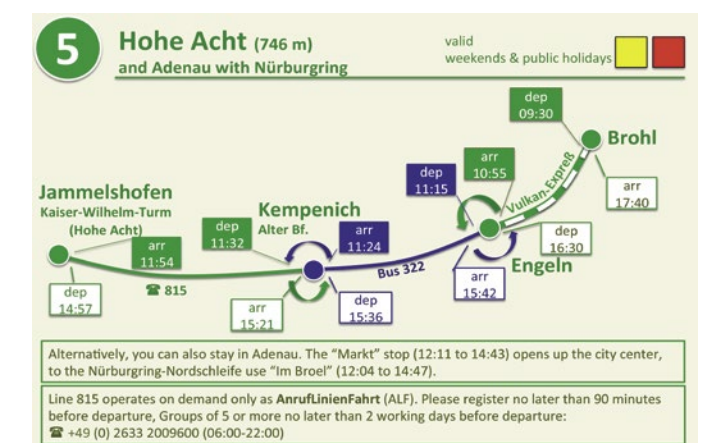 5
Hohe Acht (746 m)
and Adenau with Nürburgring
valid
weekends & public holidays
dep
09:30
Brohl
arr
10:55
dep
11:15
Vulkan-Expreß
arr
17:40
Jammelshofen
Kaiser-Wilhelm-Turm
(Hohe Acht)
arr
11:54
dep
11:32
Kempenich
Alter Bf.
arr
11:24
dep
16:30
Engeln
Bus 322
arr
15:42
dep
14:57
☎ 815
arr
15:21
dep
15:36
Alternatively, you can also stay in Adenau. The “Markt” stop (12:11 to 14:43) opens up the city center,
to the Nürburgring-Nordschleife use “Im Broel” (12:04 to 14:47).
Line 815 operates on demand only as AnrufLinienFahrt (ALF). Please register no later than 90 minutes
before departure, Groups of 5 or more no later than 2 working days before departure:
☎ +49 (0) 2633 2009600 (06:00-22:00)